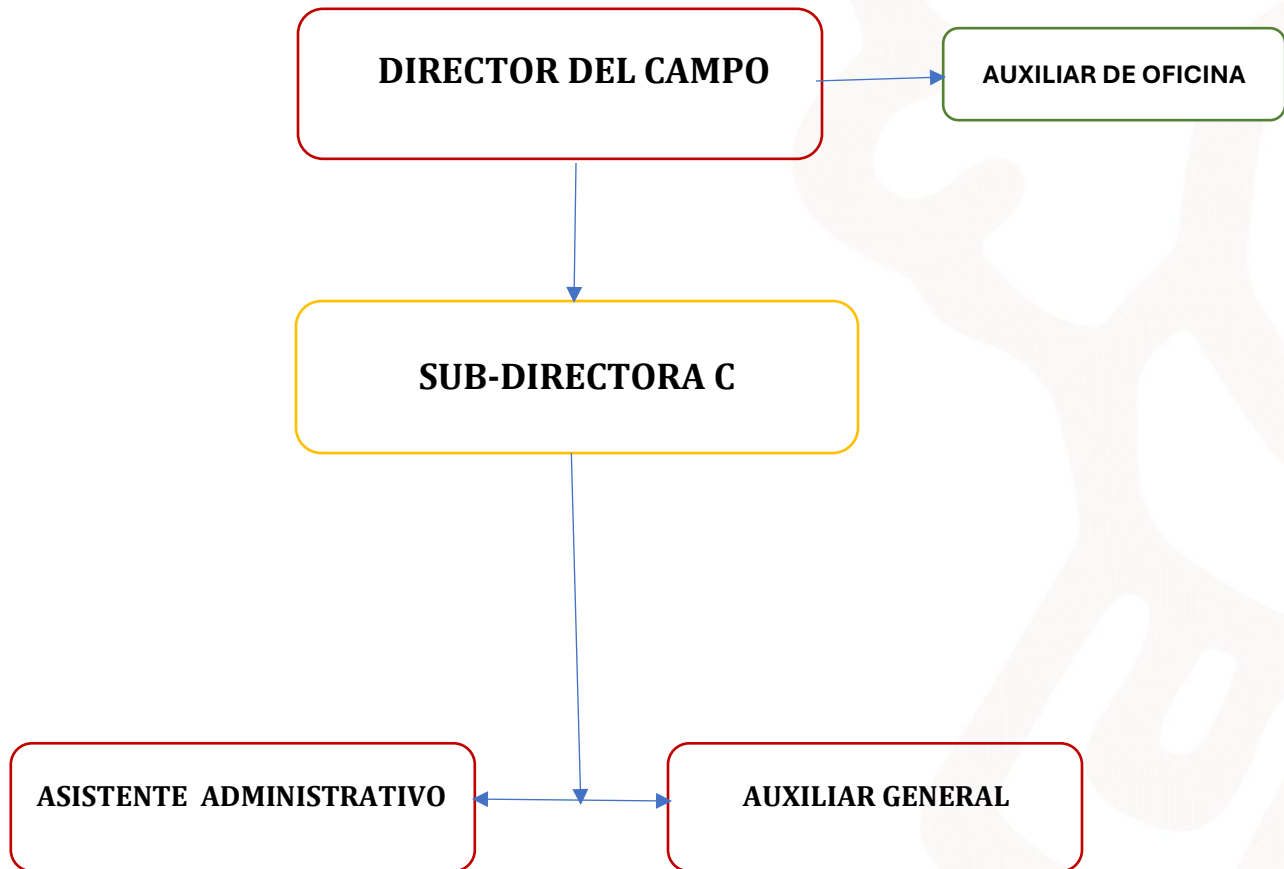 DIRECTOR DEL CAMPO
AUXILIAR DE OFICINA
SUB-DIRECTORA C
ASISTENTE ADMINISTRATIVO
AUXILIAR GENERAL